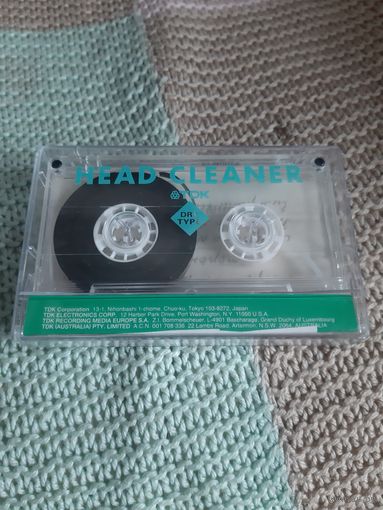 HEAD CLEANER
TDK
DRY
TYPE
TDK Corporation 13-1, Nihonbashi 1-chome, Chuo-ku, Tokyo 103-8272, Japan
TDK ELECTRONICS CORP. 12 Harbor Park Drive, Port Washington, N.Y. 11050 U.S.A.
TDK RECORDING MEDIA EUROPE S.A. Z.I. Bommelscheuer, L-4901 Bascharage, Grand Duchy of Luxembourg
TDK (AUSTRALIA) PTY. LIMITED A.C.N. 001 708 336 22 Lambs Road, Artarmon, N.S.W. 2064, AUSTRALIA